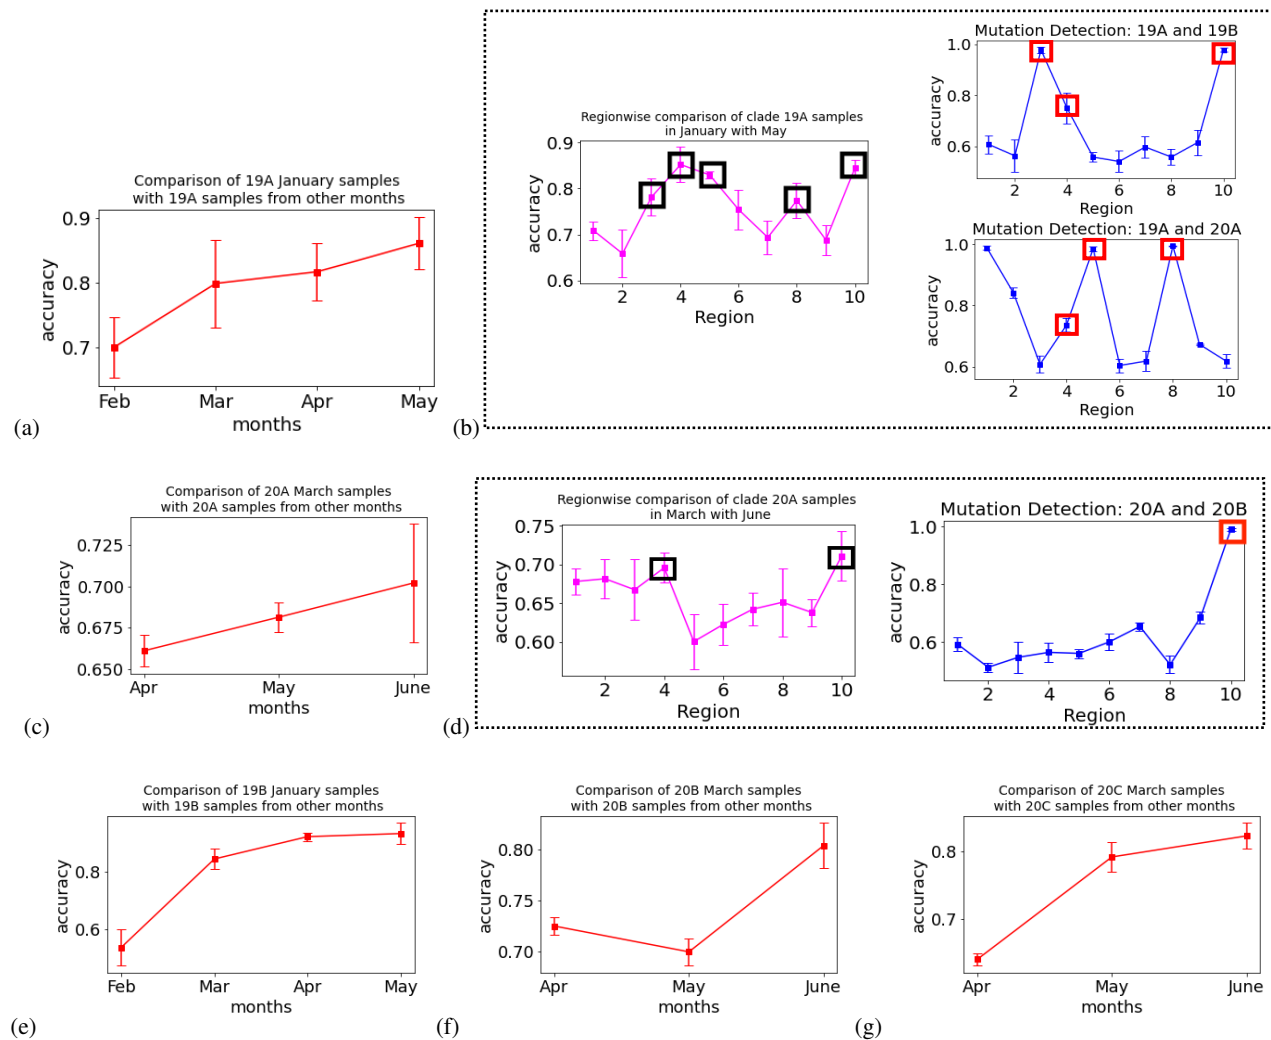 Comparison of 19A January samples
with 19A samples from other months
0.9
0.8
0.7
accuracy
Feb Mar Apr May
months
(a)
Regionwise comparison of clade 19A samples
in January with May
0.9
0.8
0.7
0.6
accuracy
2 4 6 8 10
Region
Mutation Detection: 19A and 19B
1.0
0.8
0.6
accuracy
2 4 6 8 10
Region
Mutation Detection: 19A and 20A
1.0
0.8
0.6
accuracy
2 4 6 8 10
Region
(b)
Comparison of 20A March samples
with 20A samples from other months
0.725
0.700
0.675
0.650
accuracy
Apr May June
months
(c)
Regionwise comparison of clade 20A samples
in March with June
0.75
0.70
0.65
0.60
accuracy
2 4 6 8 10
Region
Mutation Detection: 20A and 20B
1.0
0.8
0.6
accuracy
2 4 6 8 10
Region
(d)
Comparison of 19B January samples
with 19B samples from other months
0.8
0.6
accuracy
Feb Mar Apr May
months
(e)
Comparison of 20B March samples
with 20B samples from other months
0.80
0.75
0.70
accuracy
Apr May June
months
(f)
Comparison of 20C March samples
with 20C samples from other months
0.8
0.7
accuracy
Apr May June
months
(g)